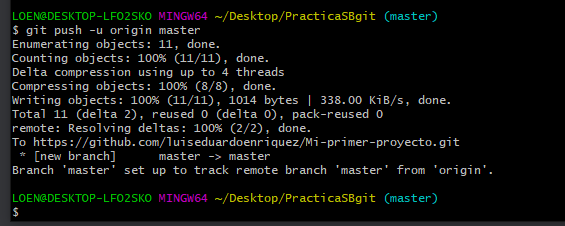 LOEN@DESKTOP-LFO2SKO MINGW64 ~/Desktop/PracticaSBgit (master)
$ git push -u origin master
Enumerating objects: 11, done.
Counting objects: 100% (11/11), done.
Delta compression using up to 4 threads
Compressing objects: 100% (8/8), done.
Writing objects: 100% (11/11), 1014 bytes | 338.00 KiB/s, done.
Total 11 (delta 2), reused 0 (delta 0), pack-reused 0
remote: Resolving deltas: 100% (2/2), done.
To https://github.com/luiseduardoenriquez/Mi-primer-proyecto.git
 * [new branch]      master -> master
Branch 'master' set up to track remote branch 'master' from 'origin'.
LOEN@DESKTOP-LFO2SKO MINGW64 ~/Desktop/PracticaSBgit (master)
$